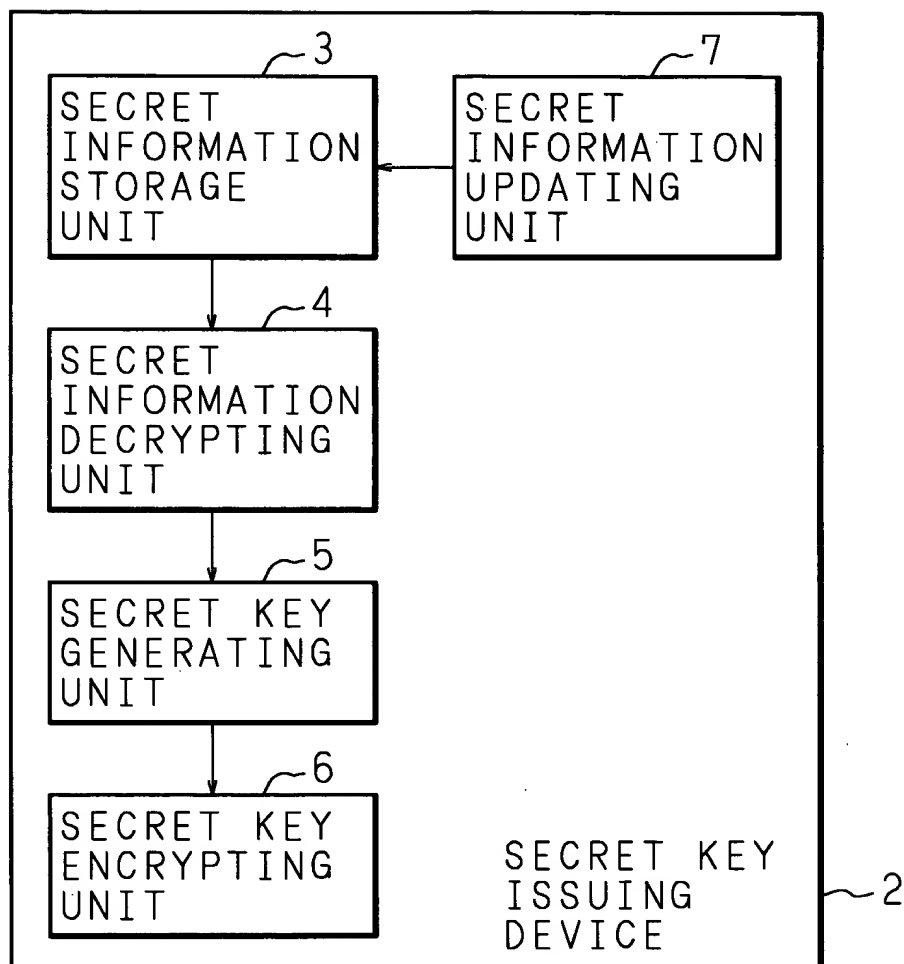 3
SECRET
INFORMATION
STORAGE
UNIT
7
SECRET
INFORMATION
UPDATING
UNIT
4
SECRET
INFORMATION
DECRYPTING
UNIT
5
SECRET KEY
GENERATING
UNIT
6
SECRET KEY
ENCRYPTING
UNIT
SECRET KEY
ISSUING
DEVICE
2